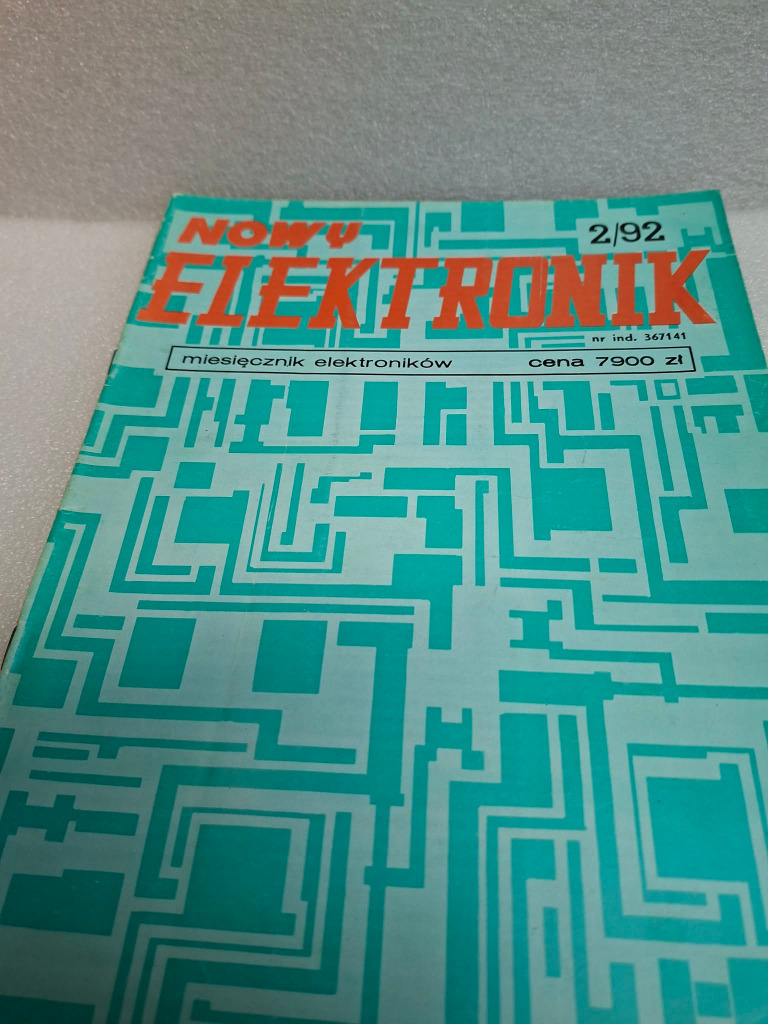 NOWY
2/92
ELEKTRONIK
nr ind. 367141
miesięcznik elektroników cena 7900 zł